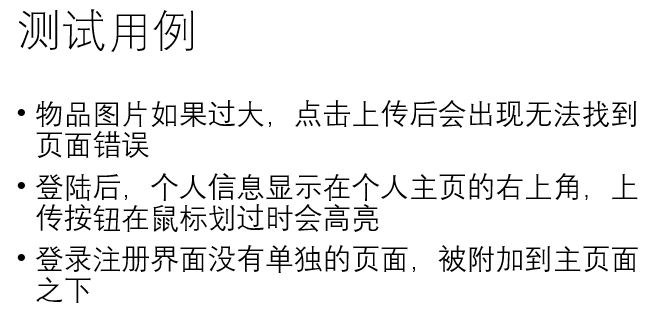 测试用例
• 物品图片如果过大，点击上传后会出现无法找到
页面错误
• 登陆后，个人信息显示在个人主页的右上角，上
传按钮在鼠标划过时会高亮
• 登录注册界面没有单独的页面，被附加到主页面
之下